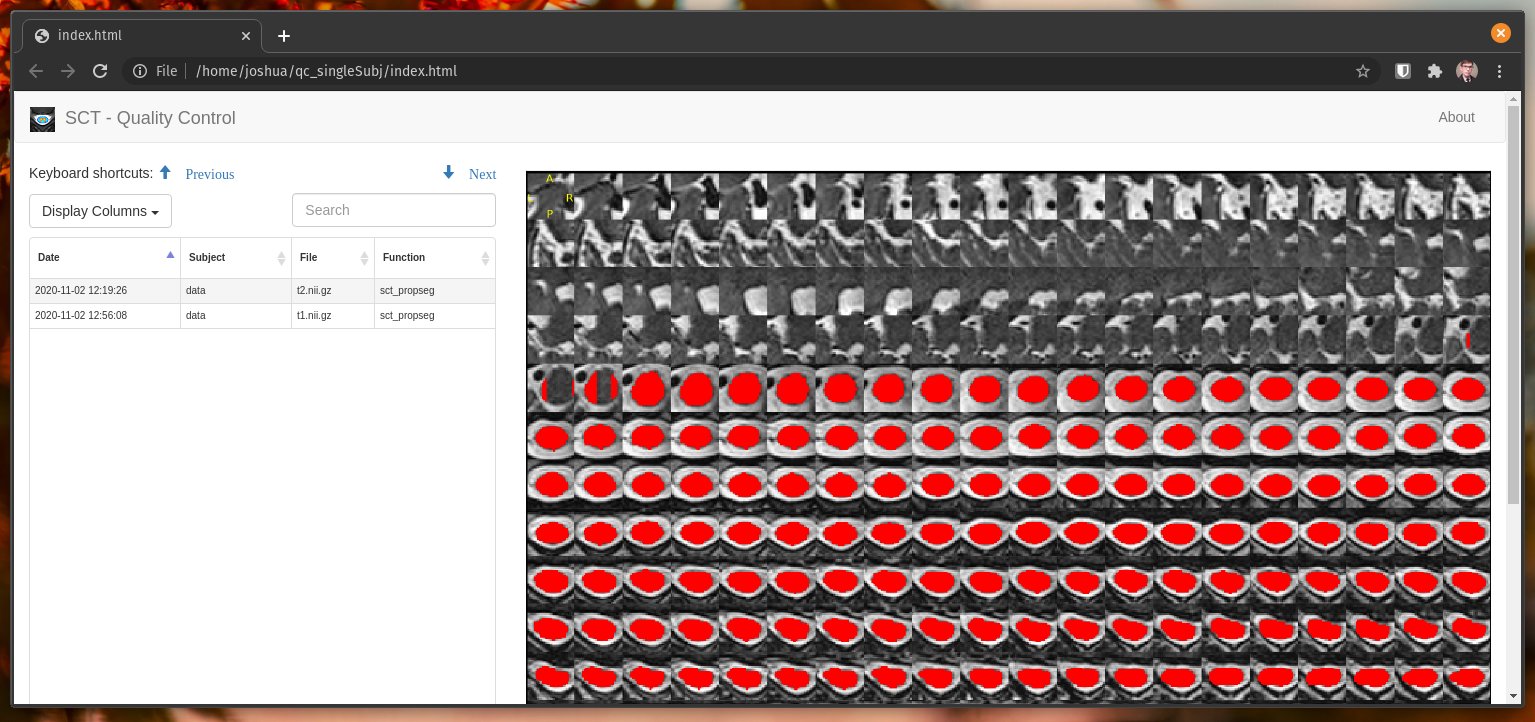 index.html
File /home/joshua/qc_singleSubj/index.html
SCT - Quality Control
About
Keyboard shortcuts: Previous Next
Display Columns
Search
Date Subject File Function
2020-11-02 12:19:26 data t2.nii.gz sct_propseg
2020-11-02 12:56:08 data t1.nii.gz sct_propseg
A
R
P